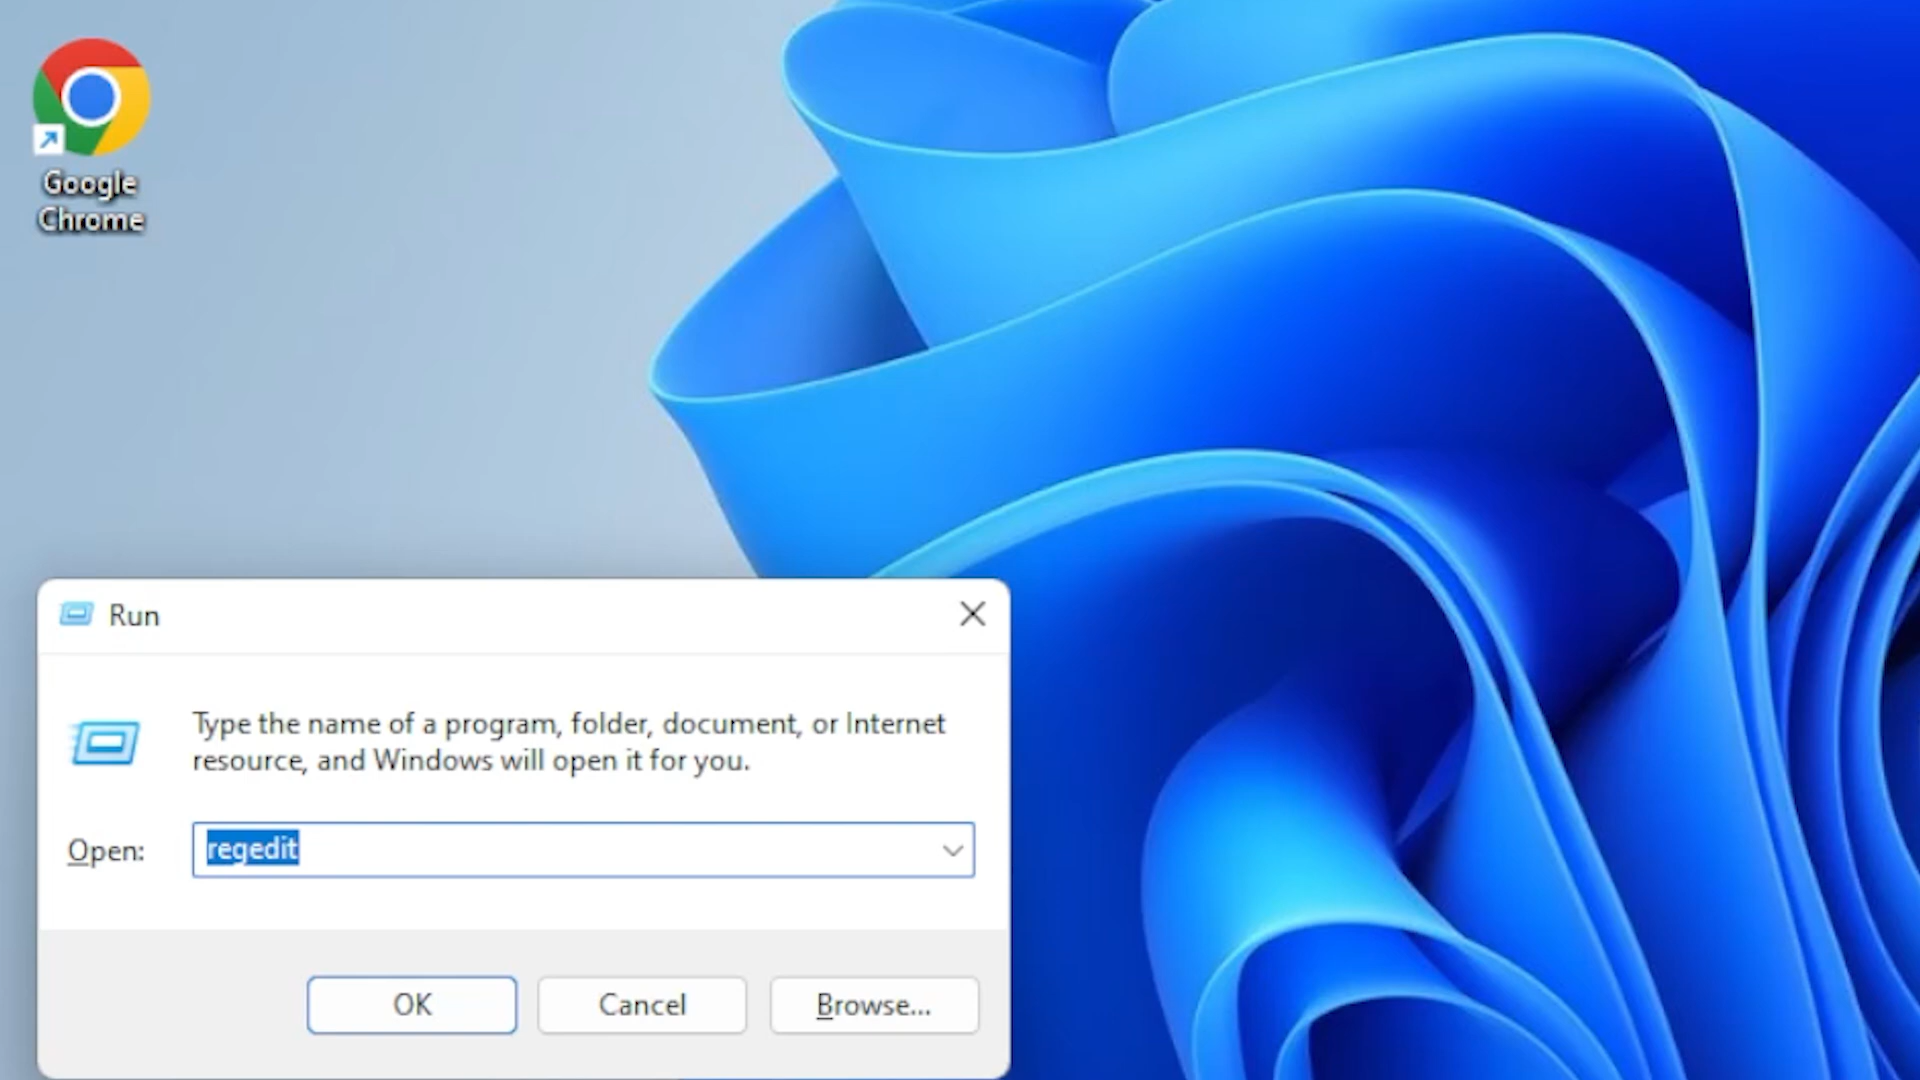 Google
Chrome
Run
Type the name of a program, folder, document, or Internet
resource, and Windows will open it for you.
Open:
regedit
OK
Cancel
Browse...